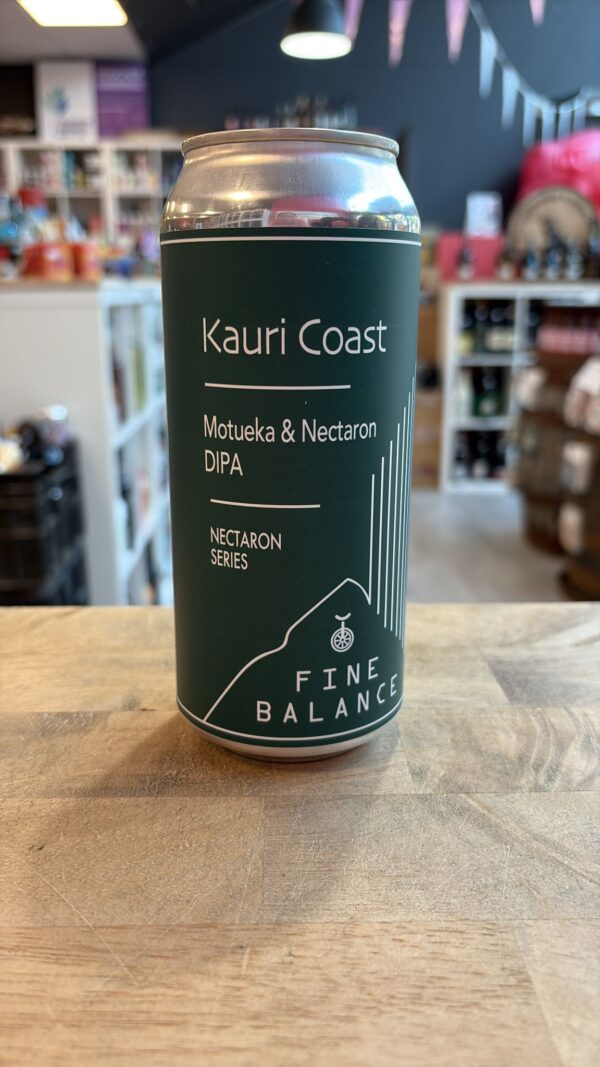 Kauri Coast
Motueka & Nectaron
DIPA
NECTARON
SERIES
FINE
BALANCE